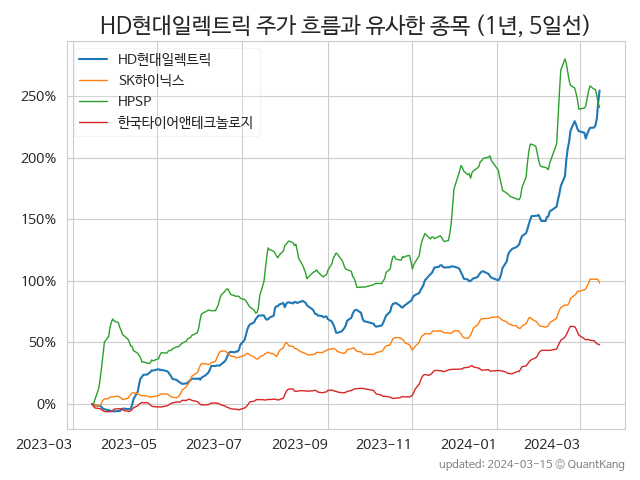 HD현대일렉트릭 주가 흐름과 유사한 종목 (1년, 5일선)
HD현대일렉트릭
SK하이닉스
HPSP
한국타이어앤테크놀로지
250%
200%
150%
100%
50%
0%
2023-03 2023-05 2023-07 2023-09 2023-11 2024-01 2024-03
updated: 2024-03-15 © QuantKang